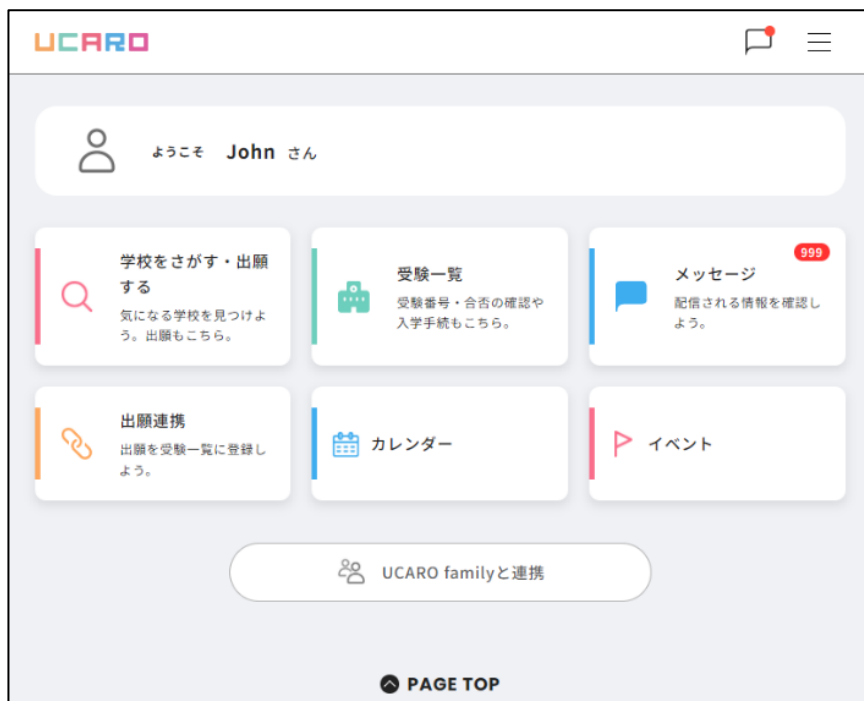 UCARO
ようこそ John さん
学校をさがす・出願
する
気になる学校を見つけよ
う。出願もこちら。
受験一覧
受験番号・合否の確認や
入学手続もこちら。
999
メッセージ
配信される情報を確認し
よう。
出願連携
出願を受験一覧に登録し
よう。
カレンダー
イベント
UCARO familyと連携
PAGE TOP